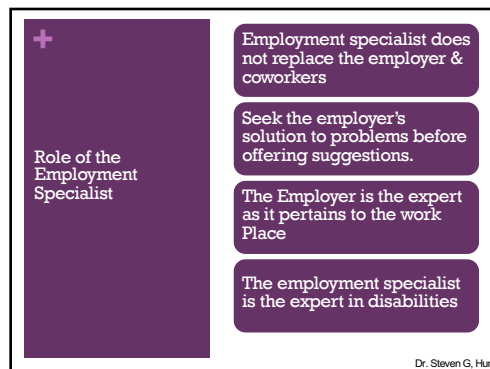 +
Role of the
Employment
Specialist
Employment specialist does
not replace the employer &
coworkers
Seek the employer's
solution to problems before
offering suggestions.
The Employer is the expert
as it pertains to the work
Place
The employment specialist
is the expert in disabilities
Dr. Steven G, Hur